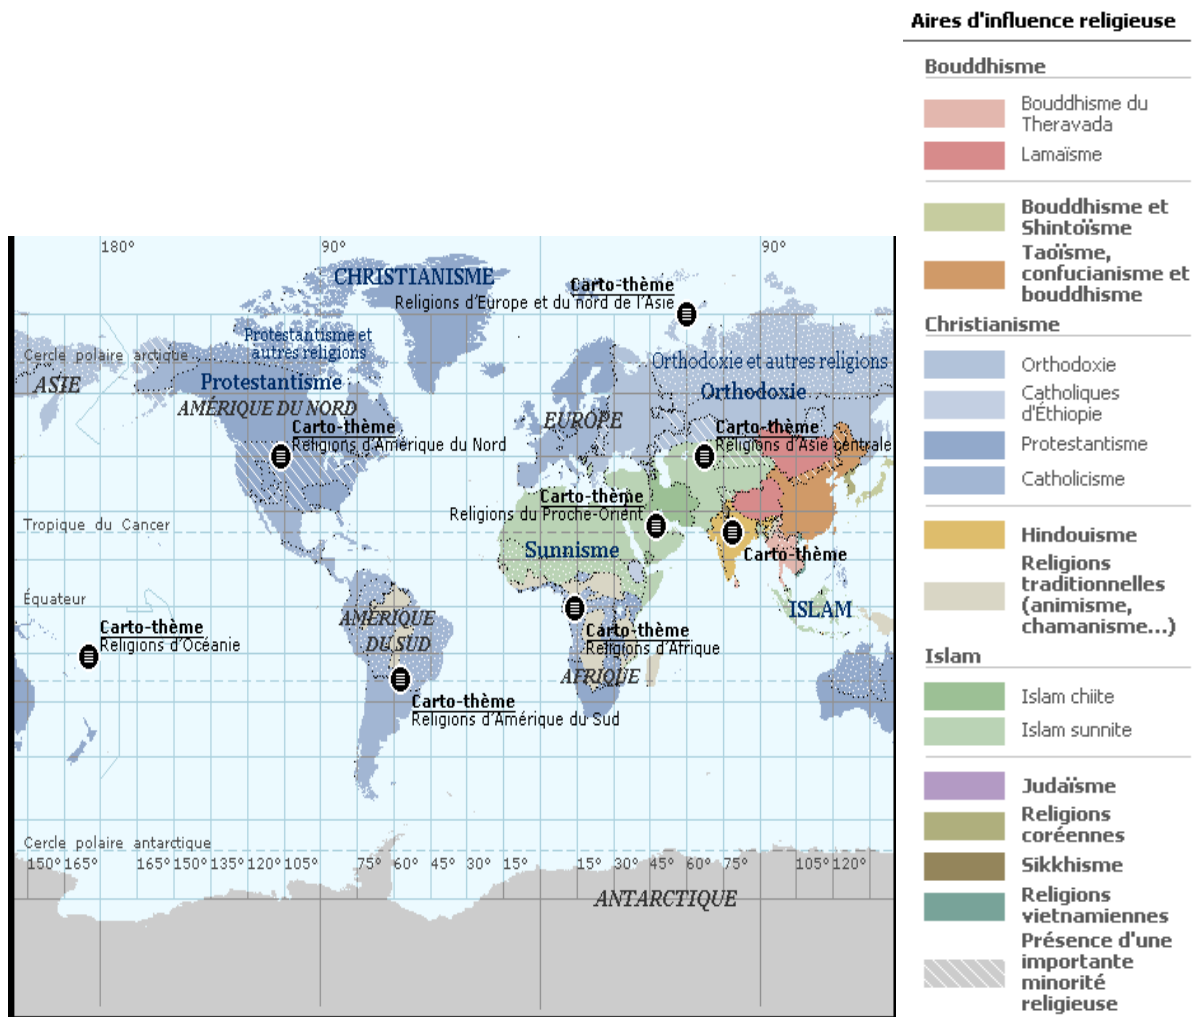 Aires d'influence religieuse
Bouddhisme
Bouddhisme du
Theravada
Lamaïsme
Bouddhisme et
Shintoïsme
Taoïsme,
confucianisme et
bouddhisme
Christianisme
Orthodoxie
Catholiques
d'Éthiopie
Protestantisme
Catholicisme
Hindouisme
Religions
traditionnelles
(animisme,
chamanisme...)
Islam
Islam chiite
Islam sunnite
Judaïsme
Religions
coréennes
Sikkhisme
Religions
vietnamiennes
Présence d'une
importante
minorité
religieuse
180° 90° 90°
CHRISTIANISME
Carto-thème
Religions d'Europe et du nord de l'Asie
Protestantisme et
autres religions
Cercle polaire arctique
Orthodoxie et autres religions
ASIE
Protestantisme
Orthodoxie
AMÉRIQUE DU NORD
EUROPE
Carto-thème
Religions d'Amérique du Nord
Carto-thème
Religions d'Asie centrale
Carto-thème
Religions du Proche-Orient
Tropique du Cancer
Sunnisme
Carto-thème
Équateur
ISLAM
AMÉRIQUE
DU SUD
Carto-thème
Religions d'Océanie
Carto-thème
Religions d'Afrique
AFRIQUE
Carto-thème
Religions d'Amérique du Sud
Cercle polaire antarctique
150° 165° 165° 150° 135° 120° 105° 75° 60° 45° 30° 15° 15° 30° 45° 60° 75° 105° 120°
ANTARCTIQUE